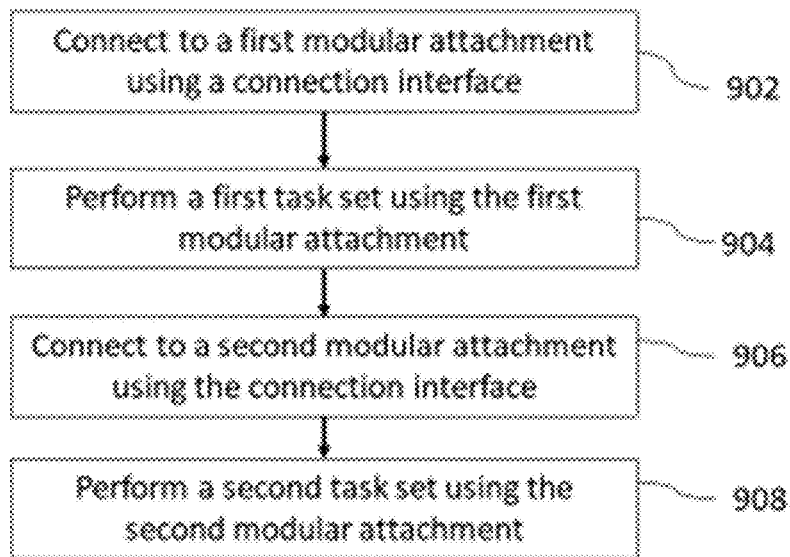 Connect to a first modular attachment
using a connection interface
902
Perform a first task set using the first
modular attachment
904
Connect to a second modular attachment
using the connection interface
906
Perform a second task set using the
second modular attachment
908